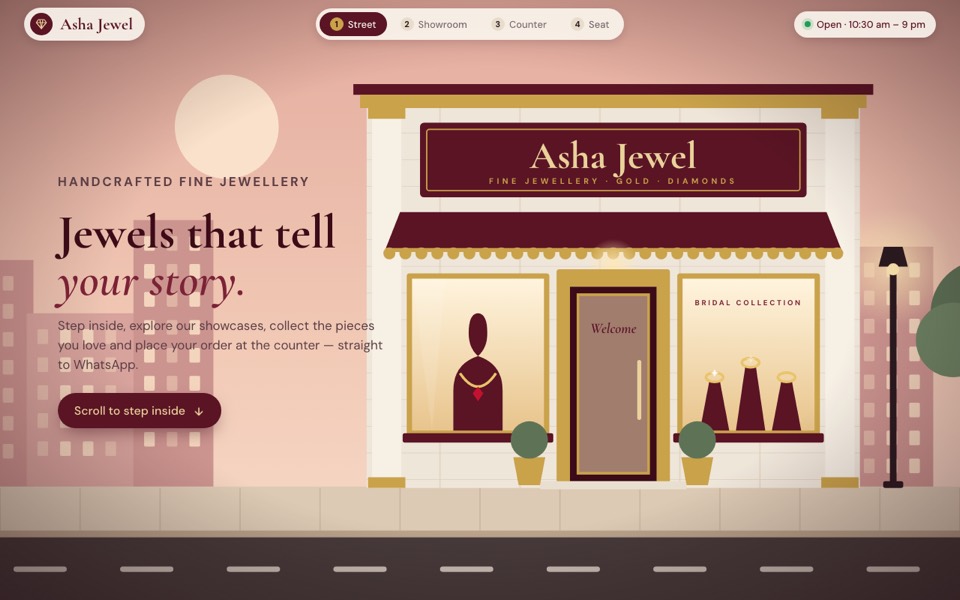 Asha Jewel
1 Street
2 Showroom
3 Counter
4 Seat
Open · 10:30 am – 9 pm
Asha Jewel
FINE JEWELLERY · GOLD · DIAMONDS
HANDCRAFTED FINE JEWELLERY
Jewels that tell
your story.
Step inside, explore our showcases, collect the pieces
you love and place your order at the counter — straight
to WhatsApp.
Scroll to step inside ↓
Welcome
BRIDAL COLLECTION